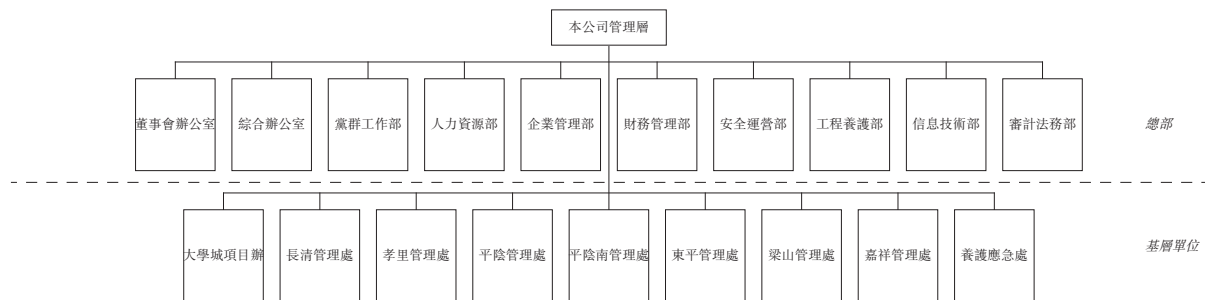 本公司管理層
董事會辦公室
綜合辦公室
黨群工作部
人力資源部
企業管理部
財務管理部
安全運營部
工程養護部
信息技術部
審計法務部
總部
大學城項目辦
長清管理處
孝里管理處
平陰管理處
平陰南管理處
東平管理處
梁山管理處
嘉祥管理處
養護應急處
基層單位